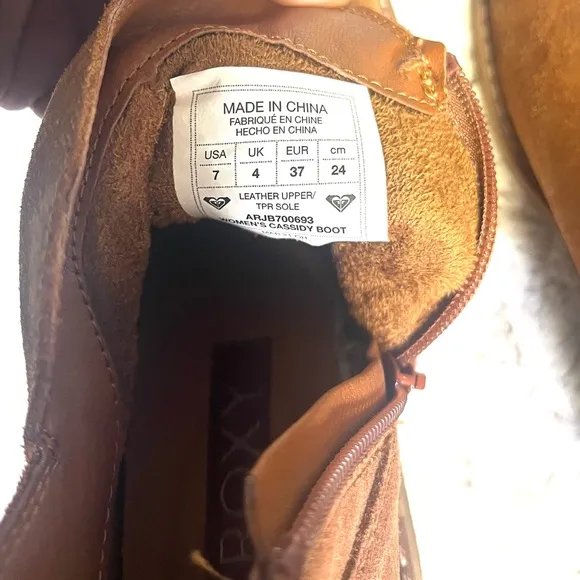 MADE IN CHINA
FABRIQUÉ EN CHINE
HECHO EN CHINA
USA UK EUR cm
7 4 37 24
LEATHER UPPER/
TPR SOLE
ARJB700693
WOMEN'S CASSIDY BOOT
ROXY